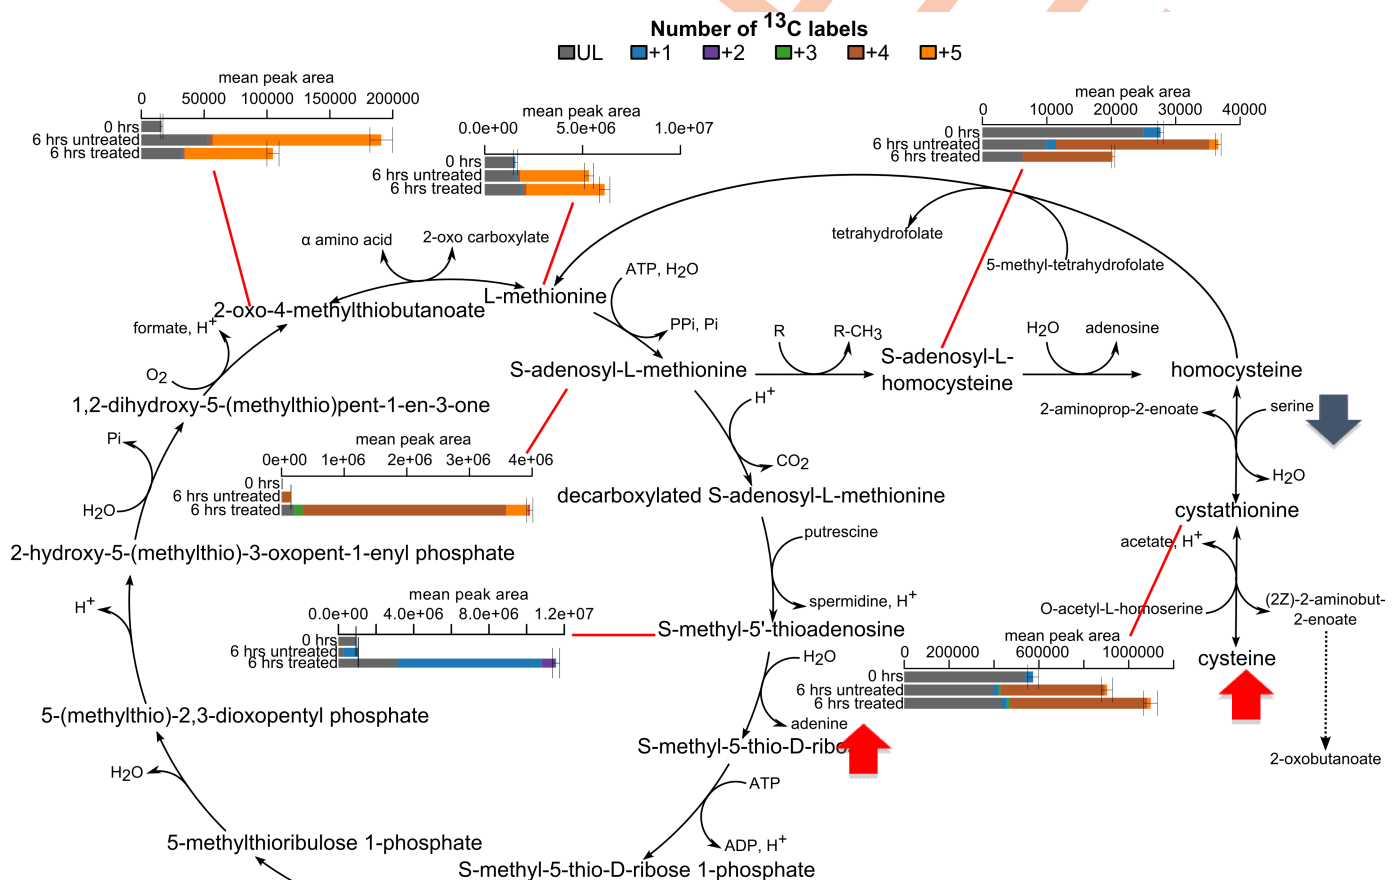 Number of 13C labels
UL +1 +2 +3 +4 +5
mean peak area
0 50000 100000 150000 200000
0 hrs
6 hrs untreated
6 hrs treated
mean peak area
0.0e+00 5.0e+06 1.0e+07
0 hrs
6 hrs untreated
6 hrs treated
mean peak area
0 10000 20000 30000 40000
0 hrs
6 hrs untreated
6 hrs treated
tetrahydrofolate
5-methyl-tetrahydrofolate
α amino acid
2-oxo carboxylate
L-methionine
2-oxo-4-methylthiobutanoate
ATP, H2O
PPi, Pi
formate, H+
O2
R
R-CH3
H2O
adenosine
S-adenosyl-L-methionine
S-adenosyl-L-
homocysteine
homocysteine
1,2-dihydroxy-5-(methylthio)pent-1-en-3-one
H+
CO2
2-aminoprop-2-enoate
serine
H2O
Pi
H2O
mean peak area
0e+00 1e+06 2e+06 3e+06 4e+06
0 hrs
6 hrs untreated
6 hrs treated
decarboxylated S-adenosyl-L-methionine
cystathionine
putrescine
spermidine, H+
acetate, H+
O-acetyl-L-homoserine
(2Z)-2-aminobut-
2-enoate
2-hydroxy-5-(methylthio)-3-oxopent-1-enyl phosphate
H+
mean peak area
0.0e+00 4.0e+06 8.0e+06 1.2e+07
0 hrs
6 hrs untreated
6 hrs treated
S-methyl-5'-thioadenosine
H2O
adenine
mean peak area
0 200000 600000 1000000
0 hrs
6 hrs untreated
6 hrs treated
cysteine
2-oxobutanoate
5-(methylthio)-2,3-dioxopentyl phosphate
S-methyl-5-thio-D-ribo
H2O
ATP
ADP, H+
5-methylthioribulose 1-phosphate
S-methyl-5-thio-D-ribose 1-phosphate